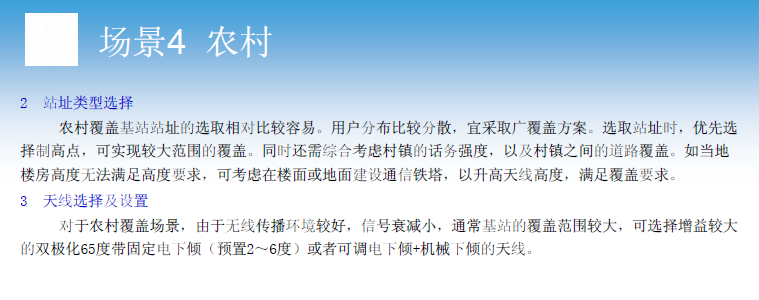 场景4 农村
2 站址类型选择
农村覆盖基站站址的选取相对比较容易。用户分布比较分散，宜采取广覆盖方案。选取站址时，优先选
择制高点，可实现较大范围的覆盖。同时还需综合考虑村镇的话务强度，以及村镇之间的道路覆盖。如当地
楼房高度无法满足高度要求，可考虑在楼面或地面建设通信铁塔，以升高天线高度，满足覆盖要求。
3 天线选择及设置
对于农村覆盖场景，由于无线传播环境较好，信号衰减小，通常基站的覆盖范围较大，可选择增益较大
的双极化65度带固定电下倾（预置2～6度）或者可调电下倾+机械下倾的天线。